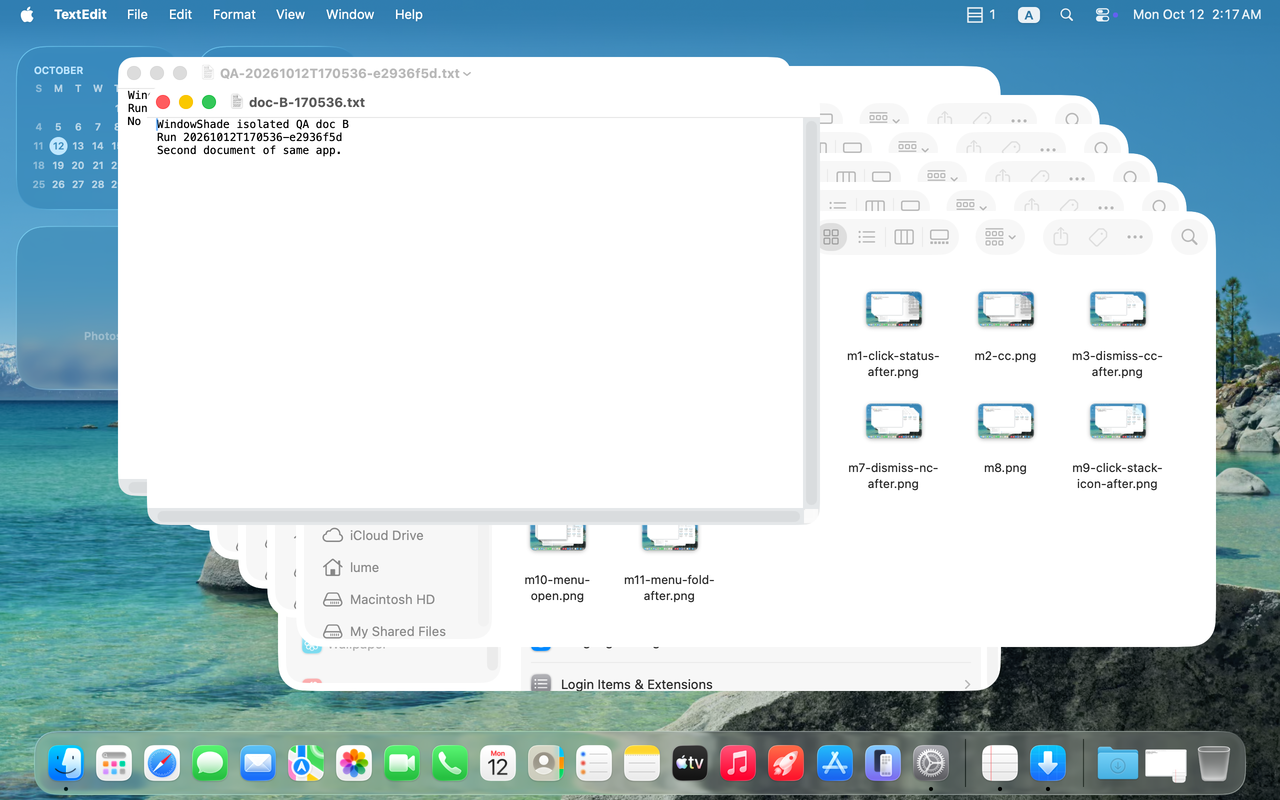 TextEdit File Edit Format View Window Help
1 A Mon Oct 12 2:17 AM
OCTOBER
S M T W
4 5 6 7
11 12 13 14
18 19 20 21
25 26 27 28
Photos
QA-20261012T170536-e2936f5d.txt
Run
No
doc-B-170536.txt
WindowShade isolated QA doc B
Run 20261012T170536-e2936f5d
Second document of same app.
m1-click-status-
after.png
m2-cc.png
m3-dismiss-cc-
after.png
m7-dismiss-nc-
after.png
m8.png
m9-click-stack-
icon-after.png
m10-menu-
open.png
m11-menu-fold-
after.png
iCloud Drive
lume
Macintosh HD
My Shared Files
Wallpaper
Login Items & Extensions
Mon
12
tv